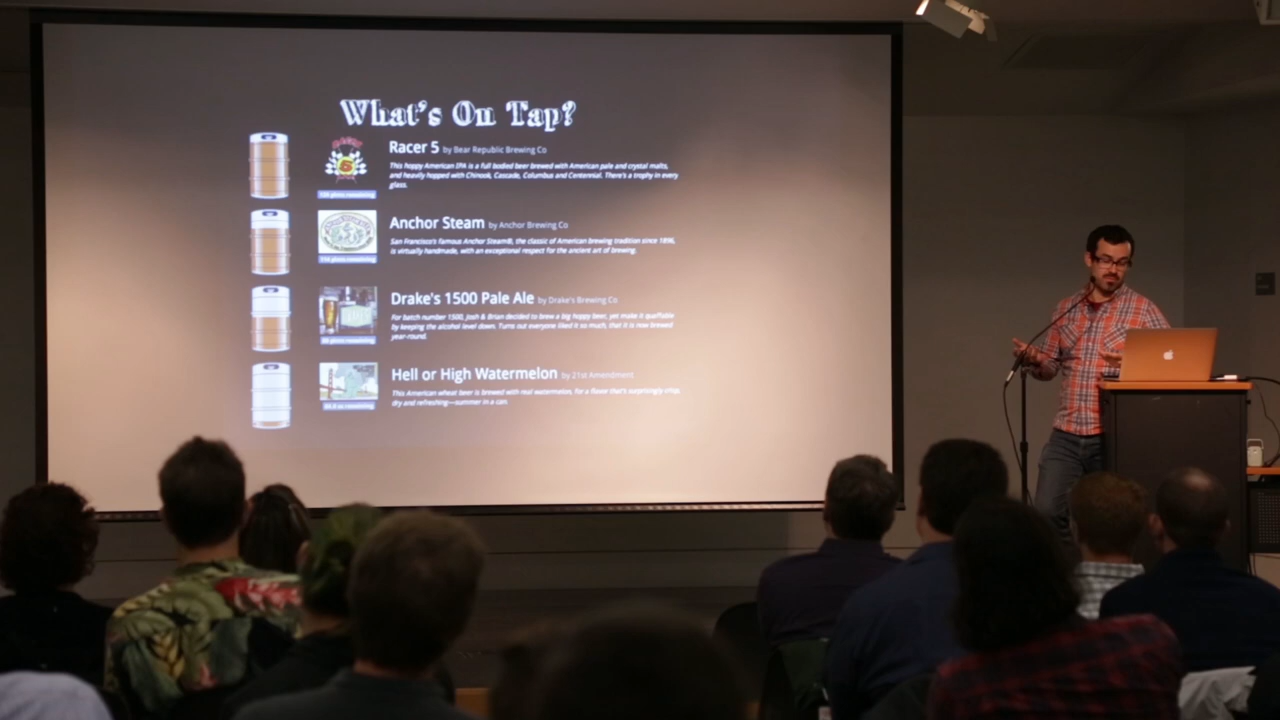 What's On Tap?
Racer 5 by Bear Republic Brewing Co
This hoppy American IPA is a full bodied beer brewed with American pale and crystal malts,
and heavily hopped with Chinook, Cascade, Columbus and Centennial. There's a trophy in every
glass.
pints remaining
Anchor Steam by Anchor Brewing Co
San Francisco's famous Anchor Steam®, the classic of American brewing tradition since 1896,
is virtually handmade, with an exceptional respect for the ancient art of brewing.
pints remaining
Drake's 1500 Pale Ale by Drake's Brewing Co
For batch number 1500, Josh & Brian decided to brew a big hoppy beer, yet make it quaffable
by keeping the alcohol level down. Turns out everyone liked it so much, that it is now brewed
year-round.
pints remaining
Hell or High Watermelon by 21st Amendment
This American wheat beer is brewed with real watermelon, for a flavor that's surprisingly crisp,
dry and refreshing—summer in a can.
remaining